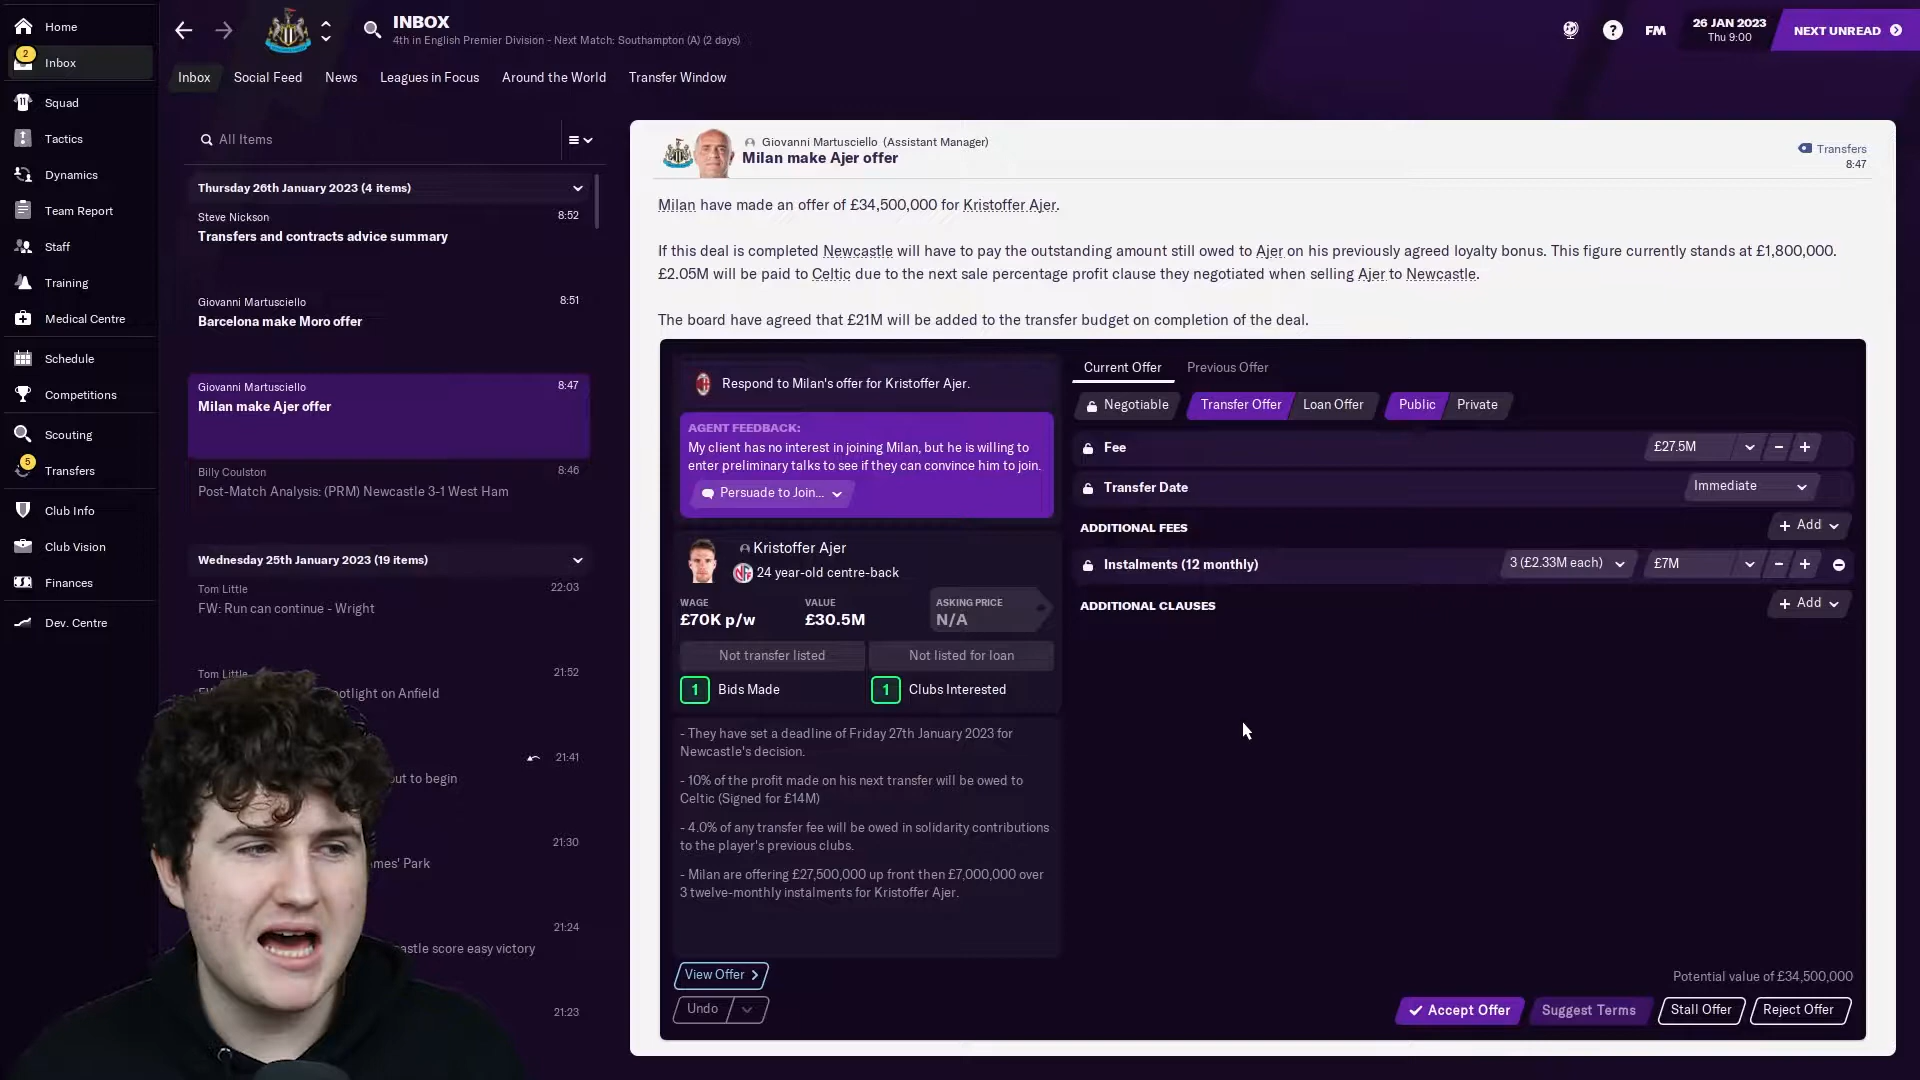 Home
2
Inbox
Squad
Tactics
Dynamics
Team Report
Staff
Training
Medical Centre
Schedule
Competitions
Scouting
5
Transfers
Club Info
Club Vision
Finances
Dev. Centre
INBOX
4th in English Premier Division - Next Match: Southampton (A) (2 days)
FM
26 JAN 2023
Thu 9:00
NEXT UNREAD
Inbox
Social Feed
News
Leagues in Focus
Around the World
Transfer Window
All Items
Thursday 26th January 2023 (4 items)
Steve Nickson 8:52
Transfers and contracts advice summary
Giovanni Martusciello 8:51
Barcelona make Moro offer
Giovanni Martusciello 8:47
Milan make Ajer offer
Billy Coulston 8:46
Post-Match Analysis: (PRM) Newcastle 3-1 West Ham
Wednesday 25th January 2023 (19 items)
Tom Little 22:03
FW: Run can continue - Wright
Tom Little 21:52
otlight on Anfield
21:41
ut to begin
21:30
mes' Park
21:24
astle score easy victory
21:23
Giovanni Martusciello (Assistant Manager)
Milan make Ajer offer
Transfers
8:47
Milan have made an offer of £34,500,000 for Kristoffer Ajer.
If this deal is completed Newcastle will have to pay the outstanding amount still owed to Ajer on his previously agreed loyalty bonus. This figure currently stands at £1,800,000.
£2.05M will be paid to Celtic due to the next sale percentage profit clause they negotiated when selling Ajer to Newcastle.
The board have agreed that £21M will be added to the transfer budget on completion of the deal.
Respond to Milan's offer for Kristoffer Ajer.
AGENT FEEDBACK:
My client has no interest in joining Milan, but he is willing to
enter preliminary talks to see if they can convince him to join.
Persuade to Join...
Kristoffer Ajer
24 year-old centre-back
WAGE VALUE ASKING PRICE
£70K p/w £30.5M N/A
Not transfer listed Not listed for loan
1 Bids Made 1 Clubs Interested
- They have set a deadline of Friday 27th January 2023 for
Newcastle's decision.
- 10% of the profit made on his next transfer will be owed to
Celtic (Signed for £14M)
- 4.0% of any transfer fee will be owed in solidarity contributions
to the player's previous clubs.
- Milan are offering £27,500,000 up front then £7,000,000 over
3 twelve-monthly instalments for Kristoffer Ajer.
View Offer
Undo
Current Offer Previous Offer
Negotiable Transfer Offer Loan Offer Public Private
Fee £27.5M - +
Transfer Date Immediate
ADDITIONAL FEES + Add
Instalments (12 monthly) 3 (£2.33M each) £7M - +
ADDITIONAL CLAUSES + Add
Potential value of £34,500,000
Accept Offer Suggest Terms Stall Offer Reject Offer